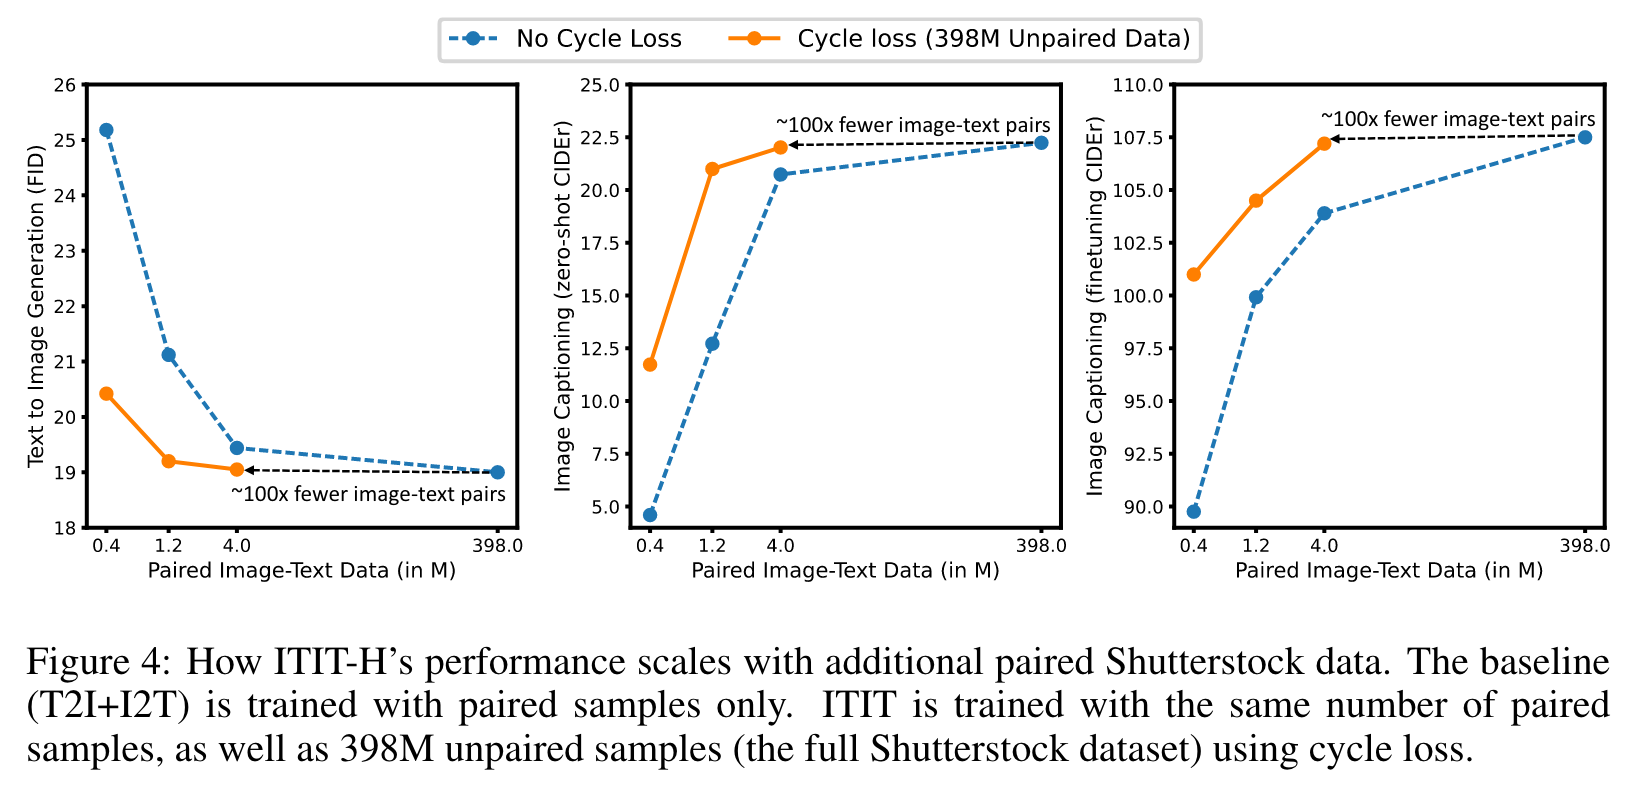 No Cycle Loss
Cycle loss (398M Unpaired Data)
Text to Image Generation (FID)
26
25
24
23
22
21
20
19
18
~100x fewer image-text pairs
0.4 1.2 4.0 398.0
Paired Image-Text Data (in M)
Image Captioning (zero-shot CIDEr)
25.0
22.5
20.0
17.5
15.0
12.5
10.0
7.5
5.0
~100x fewer image-text pairs
0.4 1.2 4.0 398.0
Paired Image-Text Data (in M)
Image Captioning (finetuning CIDEr)
110.0
107.5
105.0
102.5
100.0
97.5
95.0
92.5
90.0
~100x fewer image-text pairs
0.4 1.2 4.0 398.0
Paired Image-Text Data (in M)
Figure 4: How ITIT-H's performance scales with additional paired Shutterstock data. The baseline
(T2I+I2T) is trained with paired samples only. ITIT is trained with the same number of paired
samples, as well as 398M unpaired samples (the full Shutterstock dataset) using cycle loss.